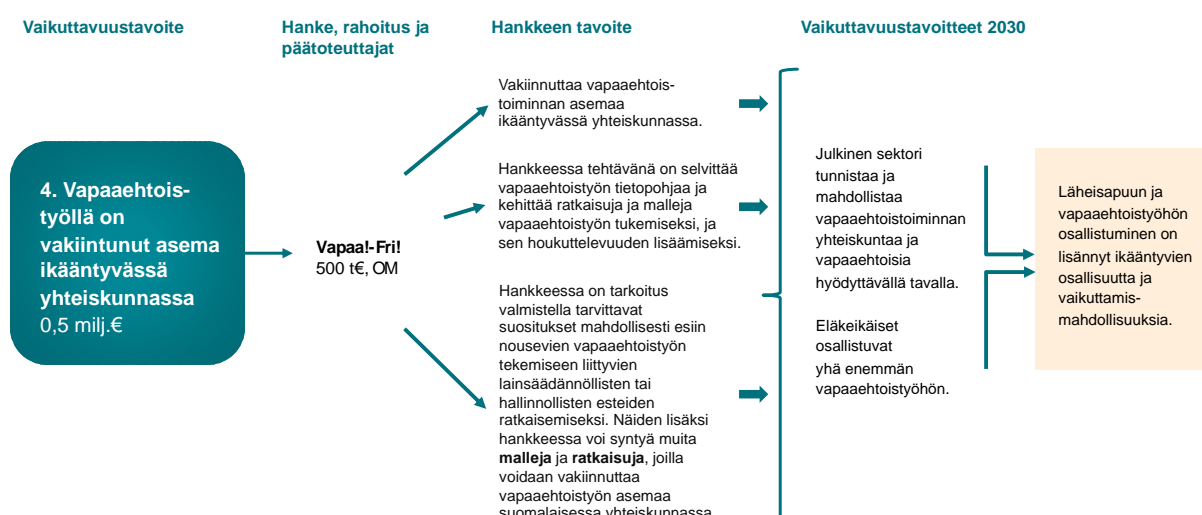 Vaikuttavuustavoite
Hanke, rahoitus ja
päätoteuttajat
Hankkeen tavoite
Vaikuttavuustavoitteet 2030
4. Vapaaehtois-
työllä on
vakiintunut asema
ikääntyvässä
yhteiskunnassa
0,5 milj.€
Vapaa!-Fri!
500 t€, OM
Vakiinnuttaa vapaaehtois-
toiminnan asemaa
ikääntyvässä yhteiskunnassa.
Hankkeessa tehtävänä on selvittää
vapaaehtoistyön tietopohjaa ja
kehittää ratkaisuja ja malleja
vapaaehtoistyön tukemiseksi, ja
sen houkuttelevuuden lisäämiseksi.
Hankkeessa on tarkoitus
valmistella tarvittavat
suositukset mahdollisesti esiin
nousevien vapaaehtoistyön
tekemiseen liittyvien
lainsäädännöllisten tai
hallinnollisten esteiden
ratkaisemiseksi. Näiden lisäksi
hankkeessa voi syntyä muita
malleja ja ratkaisuja, joilla
voidaan vakiinnuttaa
vapaaehtoistyön asemaa
suomalaisessa yhteiskunnassa
Julkinen sektori
tunnistaa ja
mahdollistaa
vapaaehtoistoiminnan
yhteiskuntaa ja
vapaaehtoisia
hyödyttävällä tavalla.
Eläkeikäiset
osallistuvat
yhä enemmän
vapaaehtoistyöhön.
Läheisapuun ja
vapaaehtoistyöhön
osallistuminen on
lisännyt ikääntyvien
osallisuutta ja
vaikuttamis-
mahdollisuuksia.